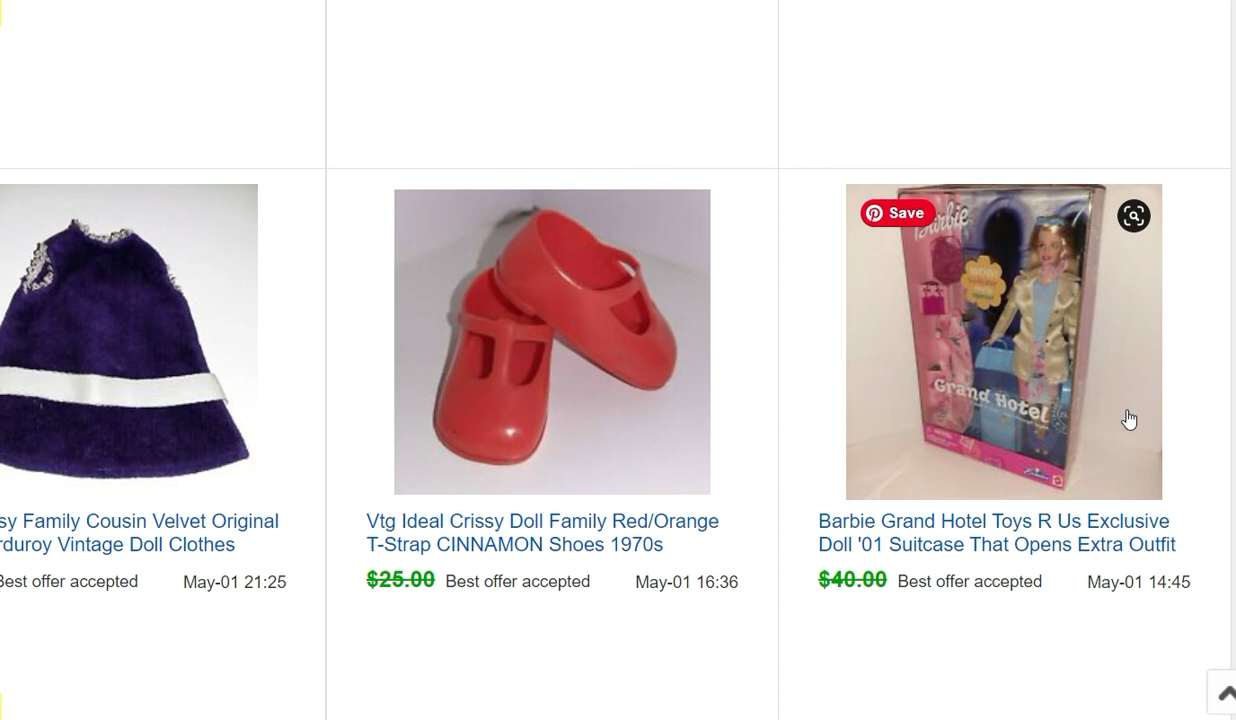 Save
Barbie
WOW!
Grand Hotel
sy Family Cousin Velvet Original
rduroy Vintage Doll Clothes
Best offer accepted
May-01 21:25
Vtg Ideal Crissy Doll Family Red/Orange
T-Strap CINNAMON Shoes 1970s
$25.00 Best offer accepted
May-01 16:36
Barbie Grand Hotel Toys R Us Exclusive
Doll '01 Suitcase That Opens Extra Outfit
$40.00 Best offer accepted
May-01 14:45